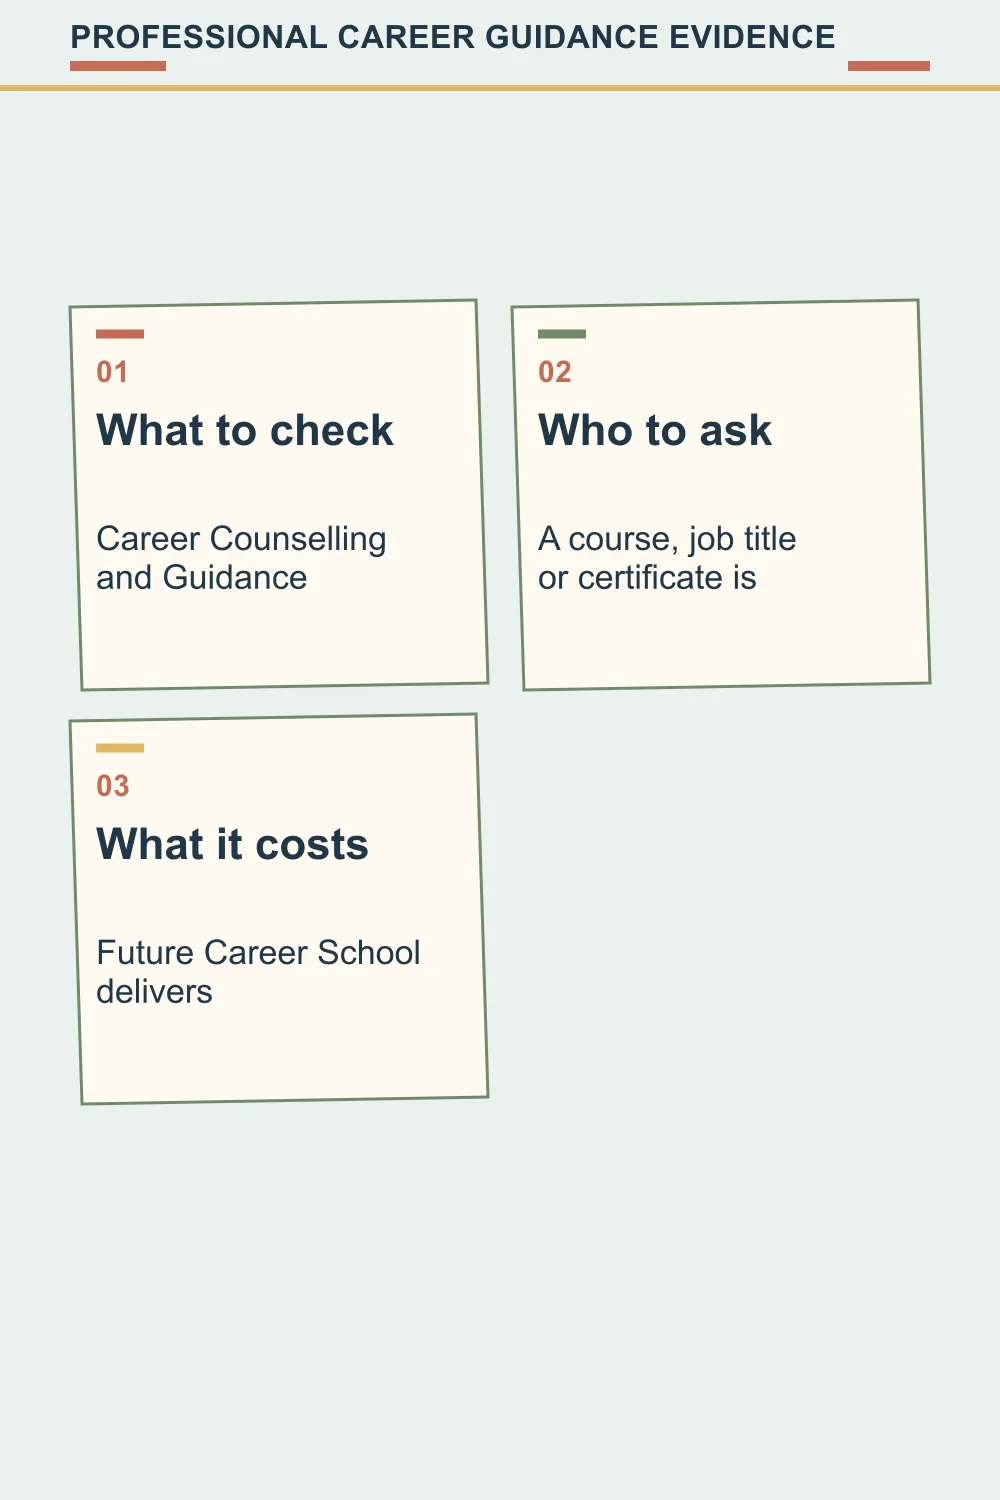 PROFESSIONAL CAREER GUIDANCE EVIDENCE
01
What to check
Career Counselling
and Guidance
02
Who to ask
A course, job title
or certificate is
03
What it costs
Future Career School
delivers